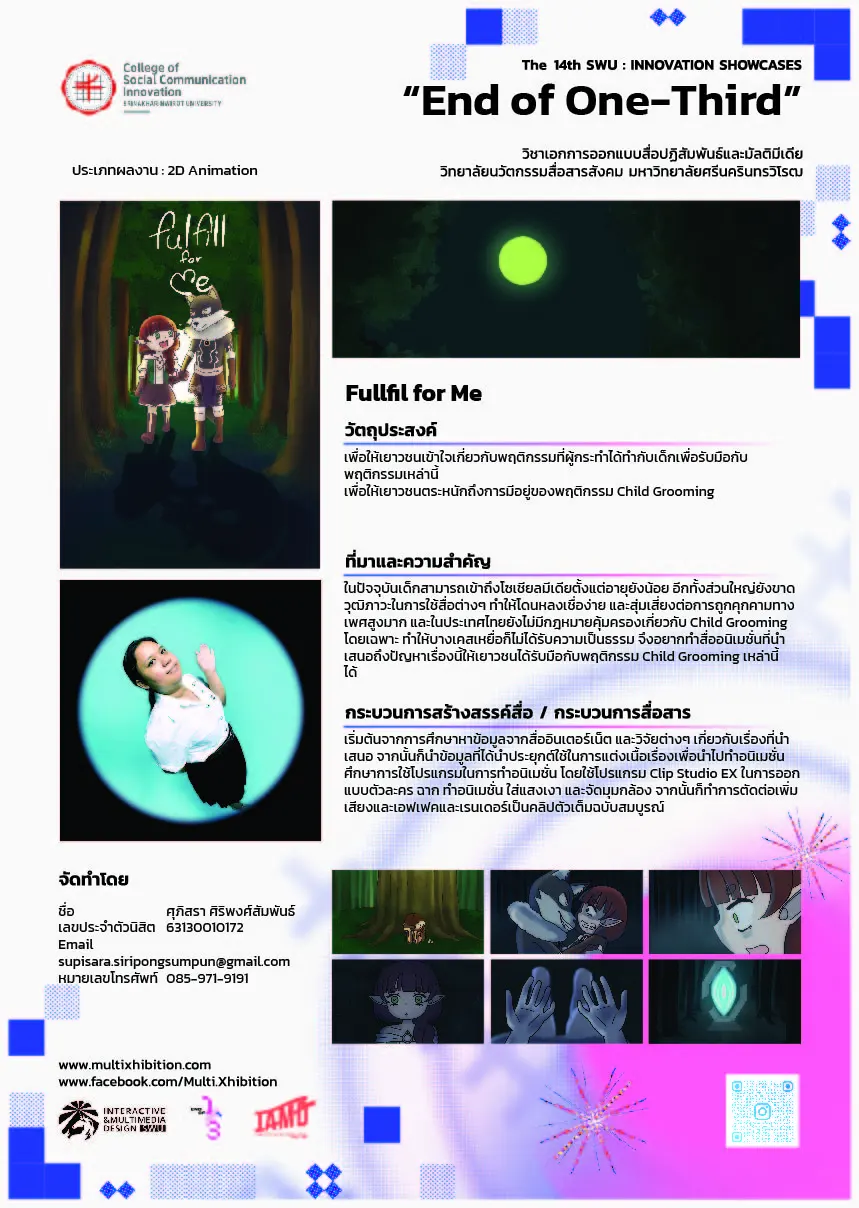 College of
Social Communication
Innovation
SRINAKHARINWIROT UNIVERSITY
The 14th SWU : INNOVATION SHOWCASES
“End of One-Third”
วิชาเอกการออกแบบสื่อปฏิสัมพันธ์และมัลติมีเดีย
วิทยาลัยนวัตกรรมสื่อสารสังคม มหาวิทยาลัยศรีนครินทรวิโรฒ
ประเภทผลงาน : 2D Animation
fulfill
for
Me
Fullfil for Me
วัตถุประสงค์
เพื่อให้เยาวชนเข้าใจเกี่ยวกับพฤติกรรมที่ผู้กระทำได้ทำกับเด็กเพื่อรับมือกับ
พฤติกรรมเหล่านี้
เพื่อให้เยาวชนตระหนักถึงการมีอยู่ของพฤติกรรม Child Grooming
ที่มาและความสำคัญ
ในปัจจุบันเด็กสามารถเข้าถึงโซเชียลมีเดียตั้งแต่อายุยังน้อย อีกทั้งส่วนใหญ่ยังขาด
วุฒิภาวะในการใช้สื่อต่างๆ ทำให้โดนหลงเชื่อง่าย และสุ่มเสี่ยงต่อการถูกคุกคามทาง
เพศสูงมาก และในประเทศไทยยังไม่มีกฎหมายคุ้มครองเกี่ยวกับ Child Grooming
โดยเฉพาะ ทำให้บางเคสเหยื่อก็ไม่ได้รับความเป็นธรรม จึงอยากทำสื่ออนิเมชั่นที่นำ
เสนอถึงปัญหาเรื่องนี้ให้เยาวชนได้รับมือกับพฤติกรรม Child Grooming เหล่านี้
ได้
กระบวนการสร้างสรรค์สื่อ / กระบวนการสื่อสาร
เริ่มต้นจากการศึกษาหาข้อมูลจากสื่ออินเตอร์เน็ต และวิจัยต่างๆ เกี่ยวกับเรื่องที่นำ
เสนอ จากนั้นก็นำข้อมูลที่ได้นำประยุกต์ใช้ในการแต่งเนื้อเรื่องเพื่อนำไปทำอนิเมชั่น
ศึกษาการใช้โปรแกรมในการทำอนิเมชั่น โดยใช้โปรแกรม Clip Studio EX ในการออก
แบบตัวละคร ฉาก ทำอนิเมชั่น ใส่แสงเงา และจัดมุมกล้อง จากนั้นก็ทำการตัดต่อเพิ่ม
เสียงและเอฟเฟคและเรนเดอร์เป็นคลิปตัวเต็มฉบับสมบูรณ์
จัดทำโดย
ชื่อ ศุภิสรา ศิริพงศ์สัมพันธ์
เลขประจำตัวนิสิต 63130010172
Email
supisara.siripongsumpun@gmail.com
หมายเลขโทรศัพท์ 085-971-9191
www.multixhibition.com
www.facebook.com/Multi.Xhibition
INTERACTIVE
&MULTIMEDIA
DESIGN SWU
IAMD